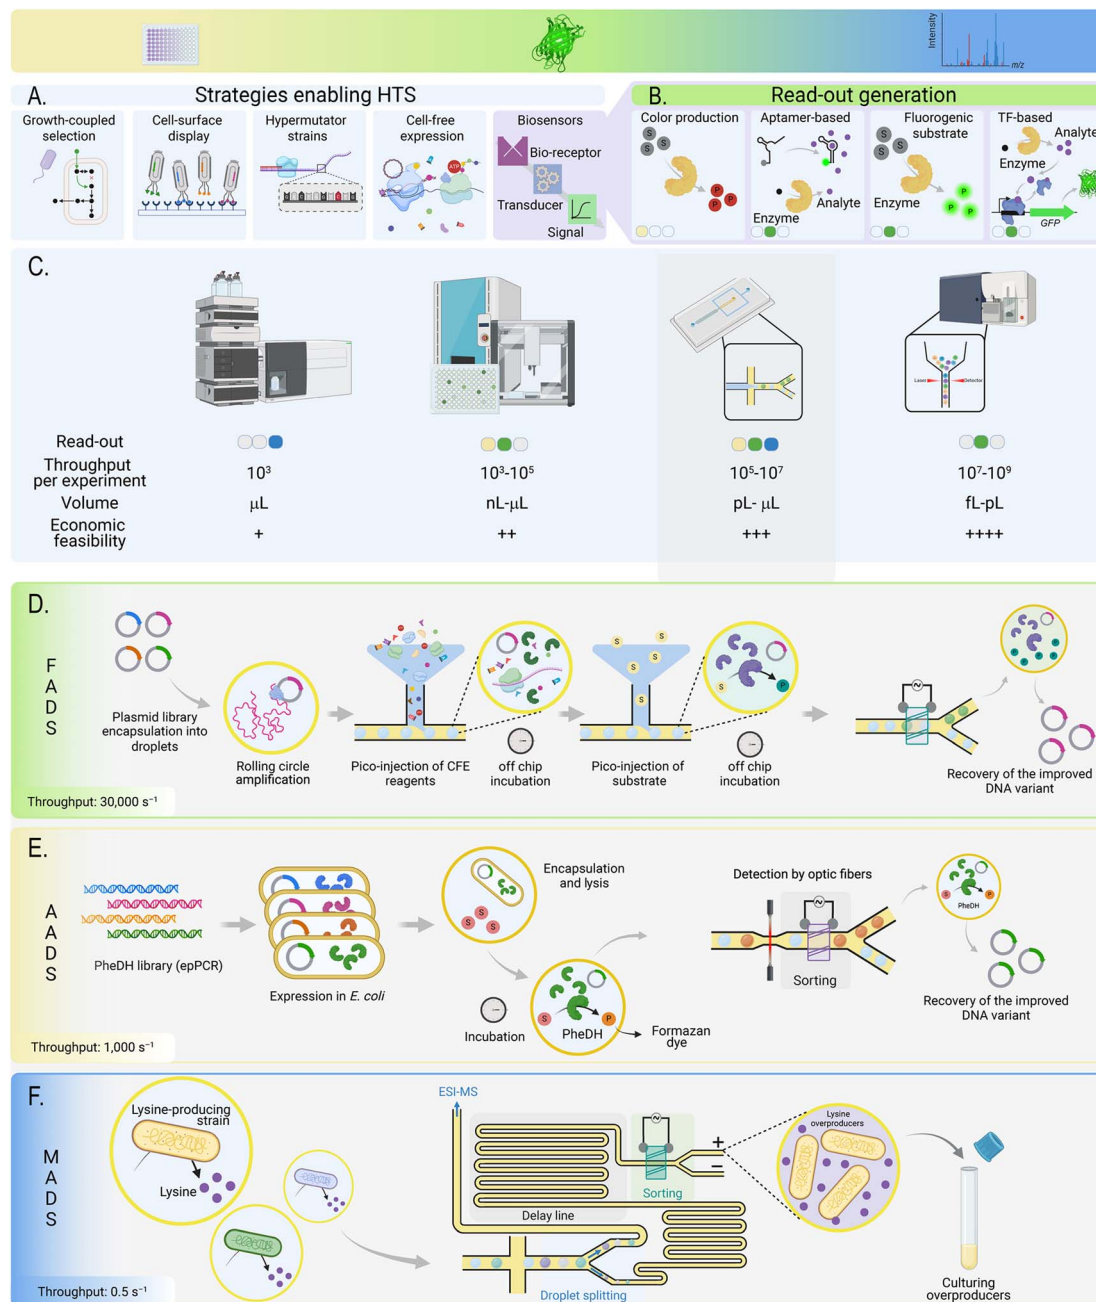 Intensity
m/z
A.
Strategies enabling HTS
B.
Read-out generation
Growth-coupled
selection
Cell-surface
display
Hypermutator
strains
Cell-free
expression
ATP
Biosensors
Bio-receptor
Transducer
Signal
Color production
S
S
S
P
P
P
Aptamer-based
Enzyme
Analyte
Fluorogenic
substrate
S
S
S
Enzyme
P
P
P
TF-based
Analyte
Enzyme
GFP
C.
Laser
Detector
Read-out
Throughput
per experiment
10³
10³-10⁵
10⁵-10⁷
10⁷-10⁹
Volume
μL
nL-μL
pL- μL
fL-pL
Economic
feasibility
+
++
+++
++++
D.
F
A
D
S
Plasmid library
encapsulation into
droplets
Rolling circle
amplification
Pico-injection of CFE
reagents
off chip
incubation
S
S
S
S
S
S
Pico-injection of
substrate
S
P
off chip
incubation
P
P
P
P
P
P
Recovery of the improved
DNA variant
Throughput: 30,000 s⁻¹
E.
A
A
D
S
PheDH library (epPCR)
Expression in E. coli
S
S
S
S
Encapsulation
and lysis
Incubation
S
P
PheDH
Formazan
dye
Detection by optic fibers
Sorting
S
P
PheDH
Recovery of the improved
DNA variant
Throughput: 1,000 s⁻¹
F.
M
A
D
S
Lysine-producing
strain
Lysine
ESI-MS
Delay line
Sorting
+
−
Droplet splitting
Lysine
overproducers
Culturing
overproducers
Throughput: 0.5 s⁻¹